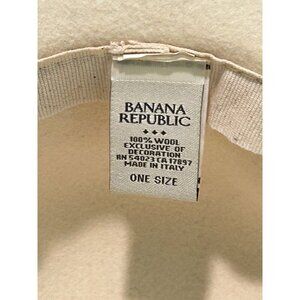 BANANA
REPUBLIC
100% WOOL
EXCLUSIVE OF
DECORATION
RN 54023 CA 17897
MADE IN ITALY
ONE SIZE